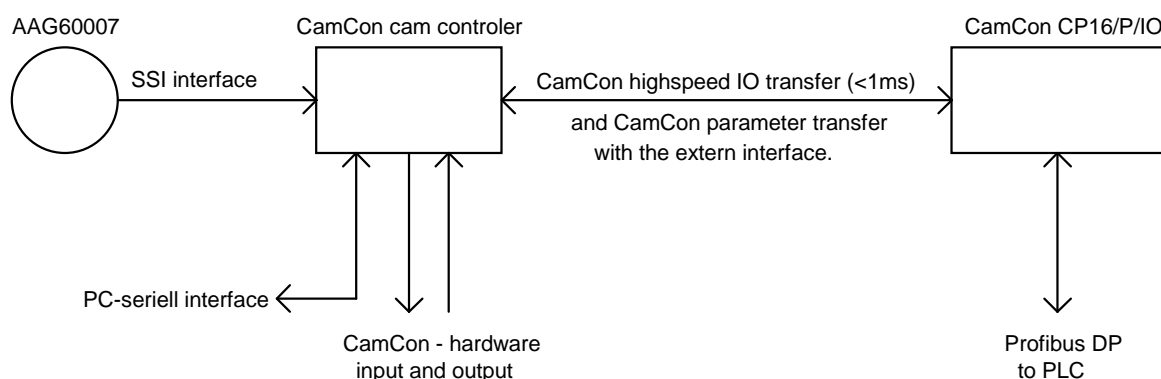 AAG60007
CamCon cam controler
CamCon CP16/P/IO
SSI interface
CamCon highspeed IO transfer (<1ms)
and CamCon parameter transfer
with the extern interface.
PC-seriell interface
CamCon - hardware
input and output
Profibus DP
to PLC